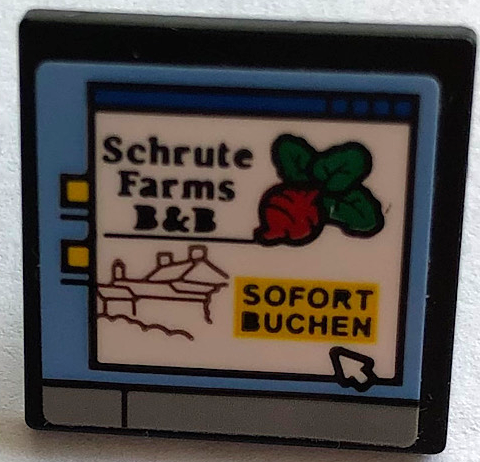 Schrute
Farms
B&B
SOFORT
BUCHEN